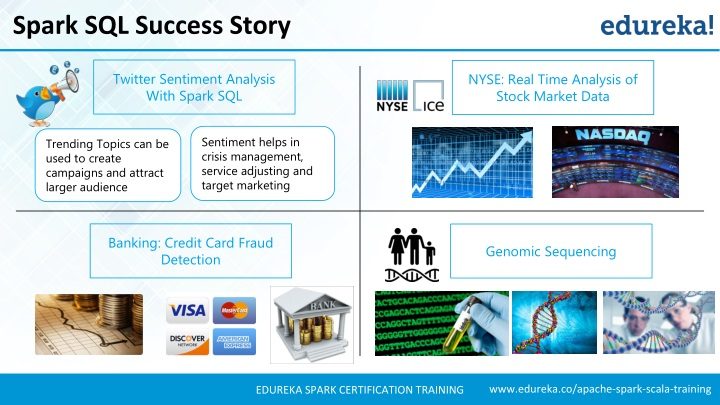 Spark SQL Success Story
edureka!
Twitter Sentiment Analysis
With Spark SQL
Trending Topics can be
used to create
campaigns and attract
larger audience
Sentiment helps in
crisis management,
service adjusting and
target marketing
NYSE: Real Time Analysis of
Stock Market Data
NYSE ice
NASDAQ
Banking: Credit Card Fraud
Detection
VISA
MasterCard
DISCOVER
NETWORK
AMERICAN
EXPRESS
BANK
Genomic Sequencing
EDUREKA SPARK CERTIFICATION TRAINING
www.edureka.co/apache-spark-scala-training